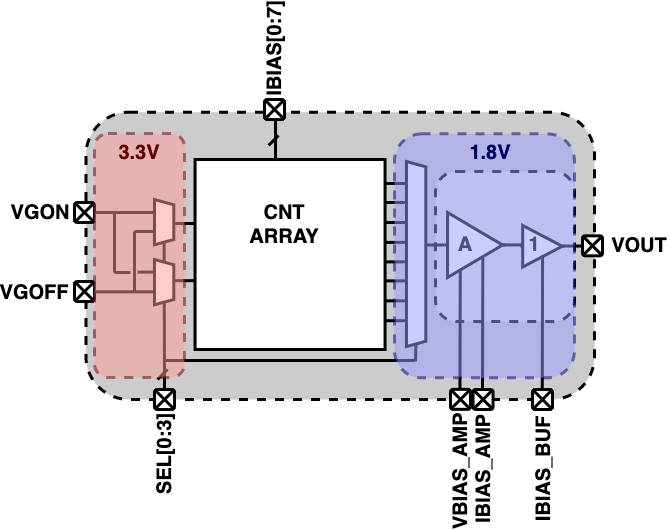 IBIAS[0:7]
3.3V
1.8V
VGON
CNT
ARRAY
A
1
VOUT
VGOFF
SEL[0:3]
VBIAS_AMP
IBIAS_AMP
IBIAS_BUF